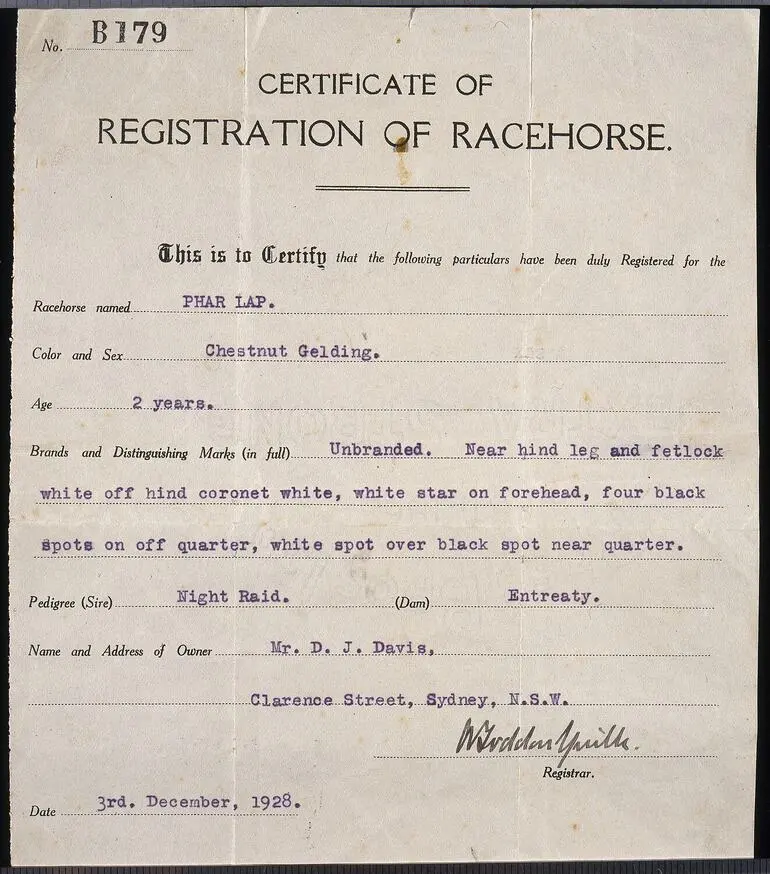 No. B179
CERTIFICATE OF
REGISTRATION OF RACEHORSE.
This is to Certify that the following particulars have been duly Registered for the
Racehorse named PHAR LAP.
Color and Sex Chestnut Gelding.
Age 2 years.
Brands and Distinguishing Marks (in full) Unbranded. Near hind leg and fetlock
white off hind coronet white, white star on forehead, four black
spots on off quarter, white spot over black spot near quarter.
Pedigree (Sire) Night Raid. (Dam) Entreaty.
Name and Address of Owner Mr. D. J. Davis,
Clarence Street, Sydney, N.S.W.
Registrar.
Date 3rd. December, 1928.